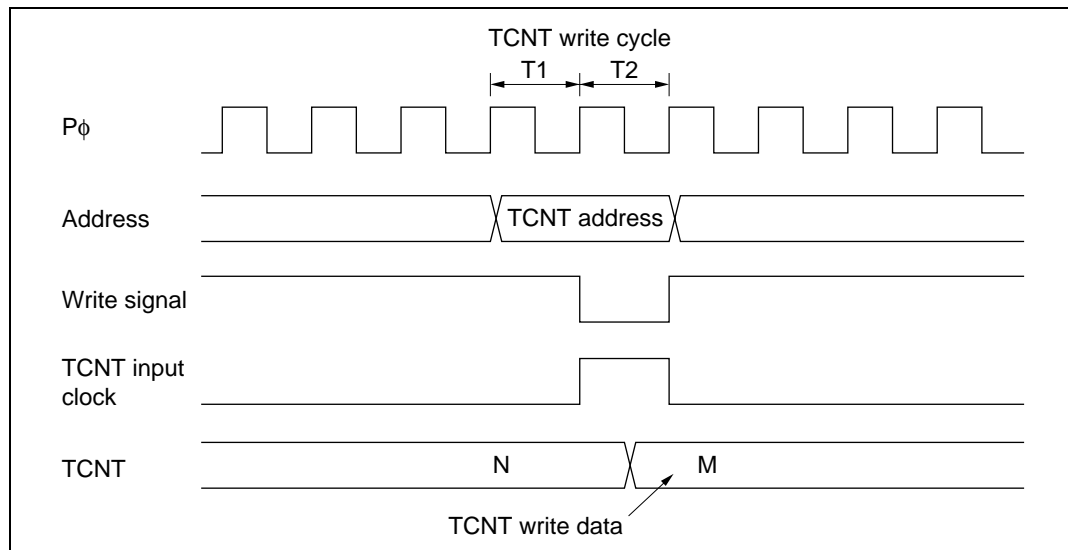 TCNT write cycle
T1 T2
Pϕ
Address
TCNT address
Write signal
TCNT input
clock
TCNT
N
M
TCNT write data